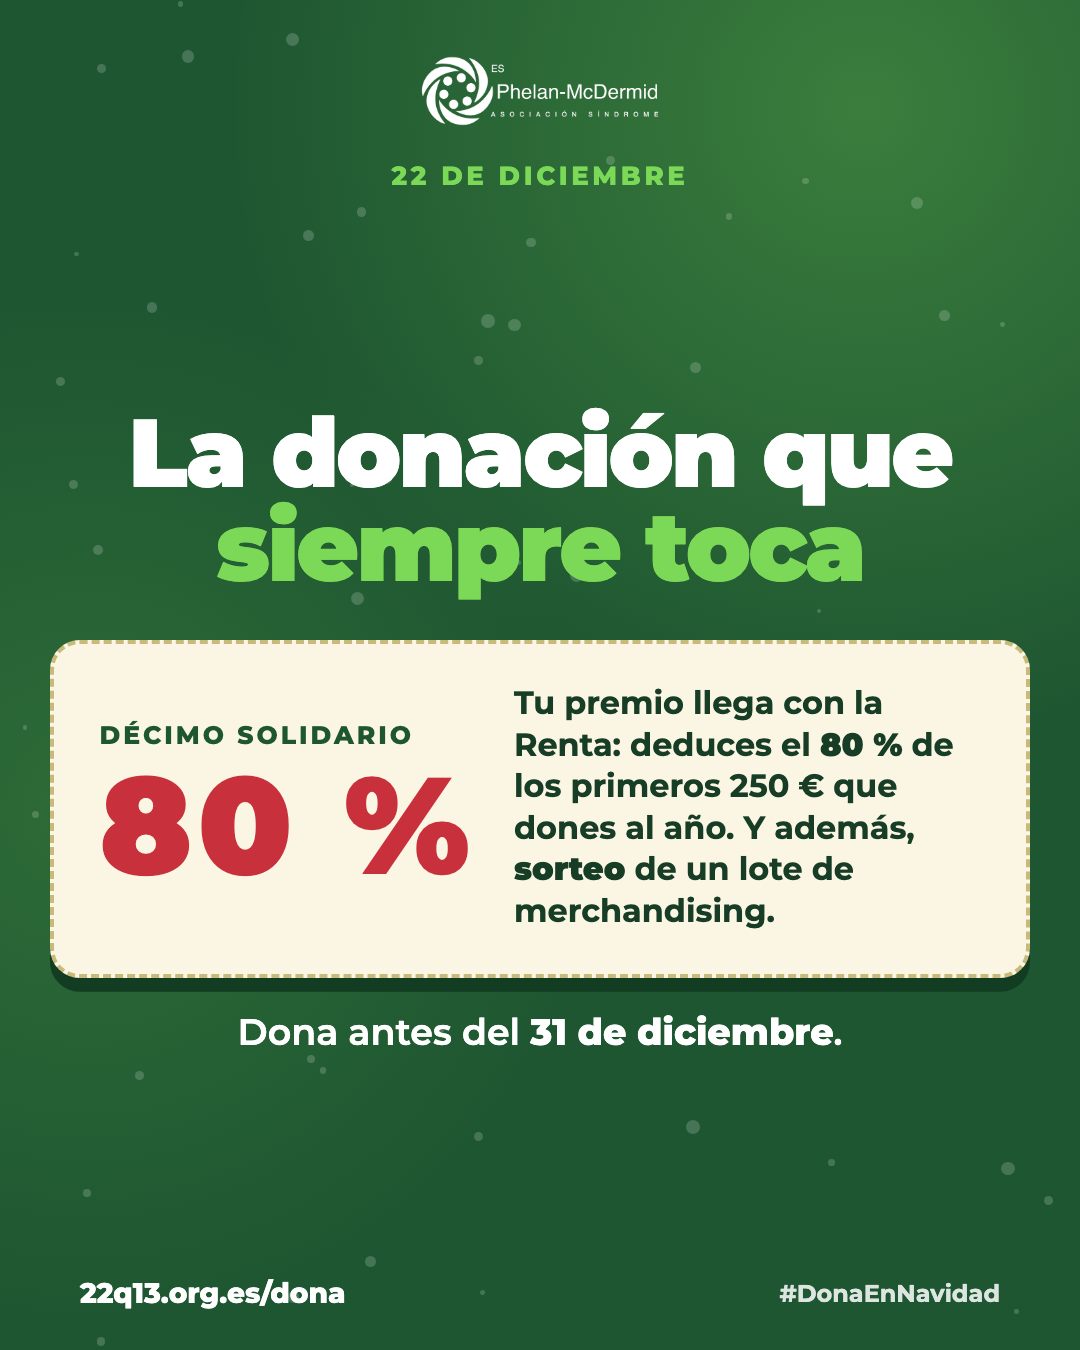 ES
Phelan-McDermid
ASOCIACIÓN SÍNDROME
22 DE DICIEMBRE
La donación que
siempre toca
DÉCIMO SOLIDARIO
80 %
Tu premio llega con la
Renta: deduces el 80 % de
los primeros 250 € que
dones al año. Y además,
sorteo de un lote de
merchandising.
Dona antes del 31 de diciembre.
22q13.org.es/dona
#DonaEnNavidad